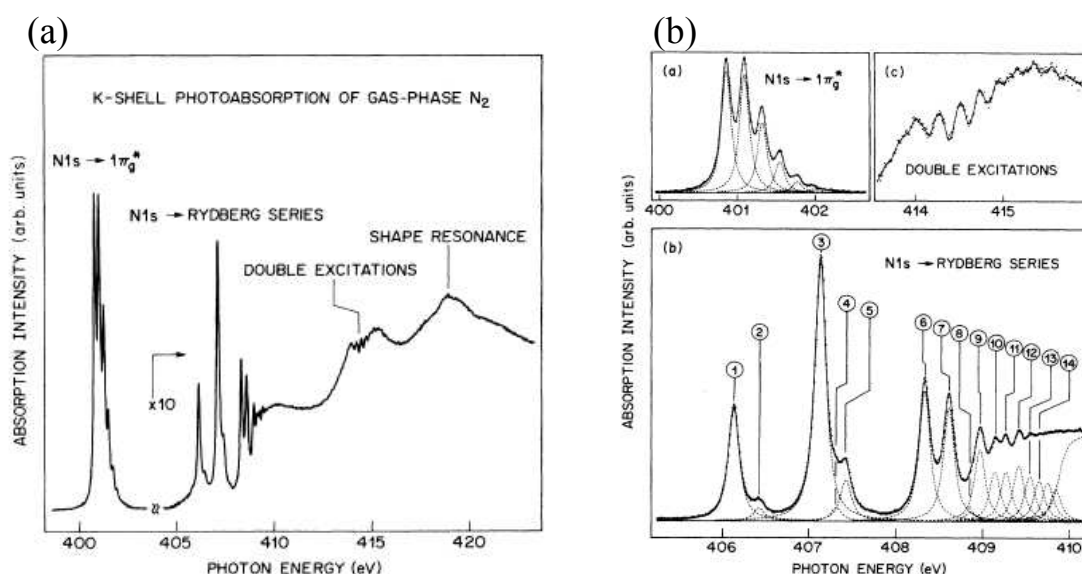 (a)
K-SHELL PHOTOABSORPTION OF GAS-PHASE N₂
N1s → 1πg*
N1s → RYDBERG SERIES
SHAPE RESONANCE
DOUBLE EXCITATIONS
x10
ABSORPTION INTENSITY (arb. units)
400 405 410 415 420
PHOTON ENERGY (eV)
(b)
(a)
N1s → 1πg*
400 401 402
(c)
DOUBLE EXCITATIONS
414 415
(b)
N1s → RYDBERG SERIES
1 2 3 4 5 6 7 8 9 10 11 12 13 14
ABSORPTION INTENSITY (arb. units)
406 407 408 409 410
PHOTON ENERGY (eV)